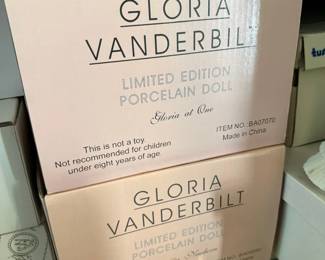 GLORIA
VANDERBILT
LIMITED EDITION
PORCELAIN DOLL
Gloria at One
This is not a toy
Not recommended for children
under eight years of age
ITEM NO.:BA07070
Made in China
GLORIA
VANDERBILT
LIMITED EDITION
PORCELAIN DOLL